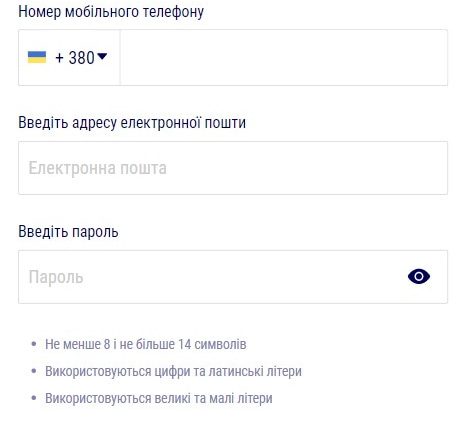 Номер мобільного телефону
+ 380
Введіть адресу електронної пошти
Електронна пошта
Введіть пароль
Пароль
• Не менше 8 і не більше 14 символів
• Використовуються цифри та латинські літери
• Використовуються великі та малі літери